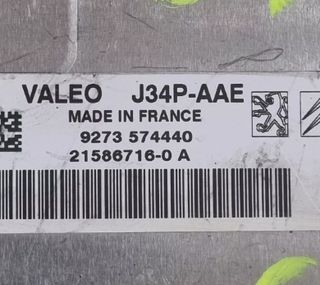 VALEO J34P-AAE
MADE IN FRANCE
9273 574440
21586716-0 A